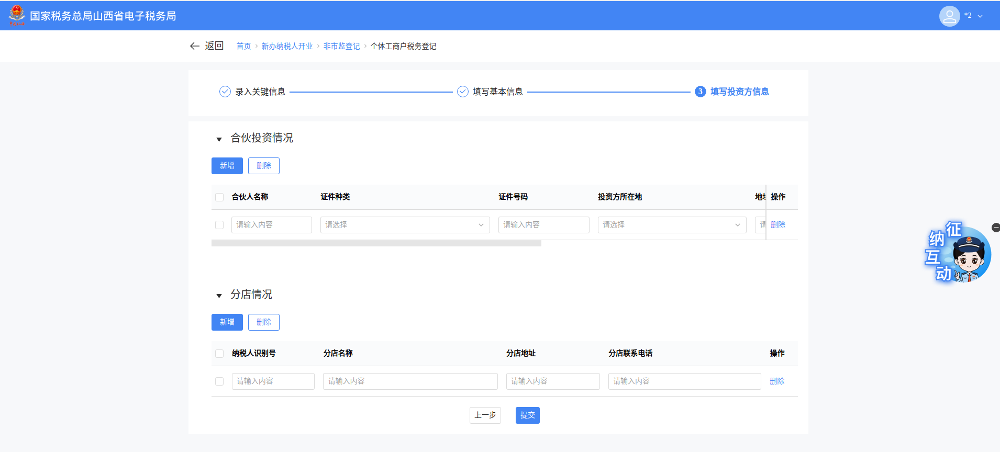 国家税务总局山西省电子税务局
*2
返回 首页 › 新办纳税人开业 › 非市监登记 › 个体工商户税务登记
录入关键信息 填写基本信息 3 填写投资方信息
合伙投资情况
新增 删除
合伙人名称 证件种类 证件号码 投资方所在地 地 操作
请输入内容 请选择 请输入内容 请选择 请 删除
征
纳
互
动
分店情况
新增 删除
纳税人识别号 分店名称 分店地址 分店联系电话 操作
请输入内容 请输入内容 请输入内容 请输入内容 删除
上一步 提交